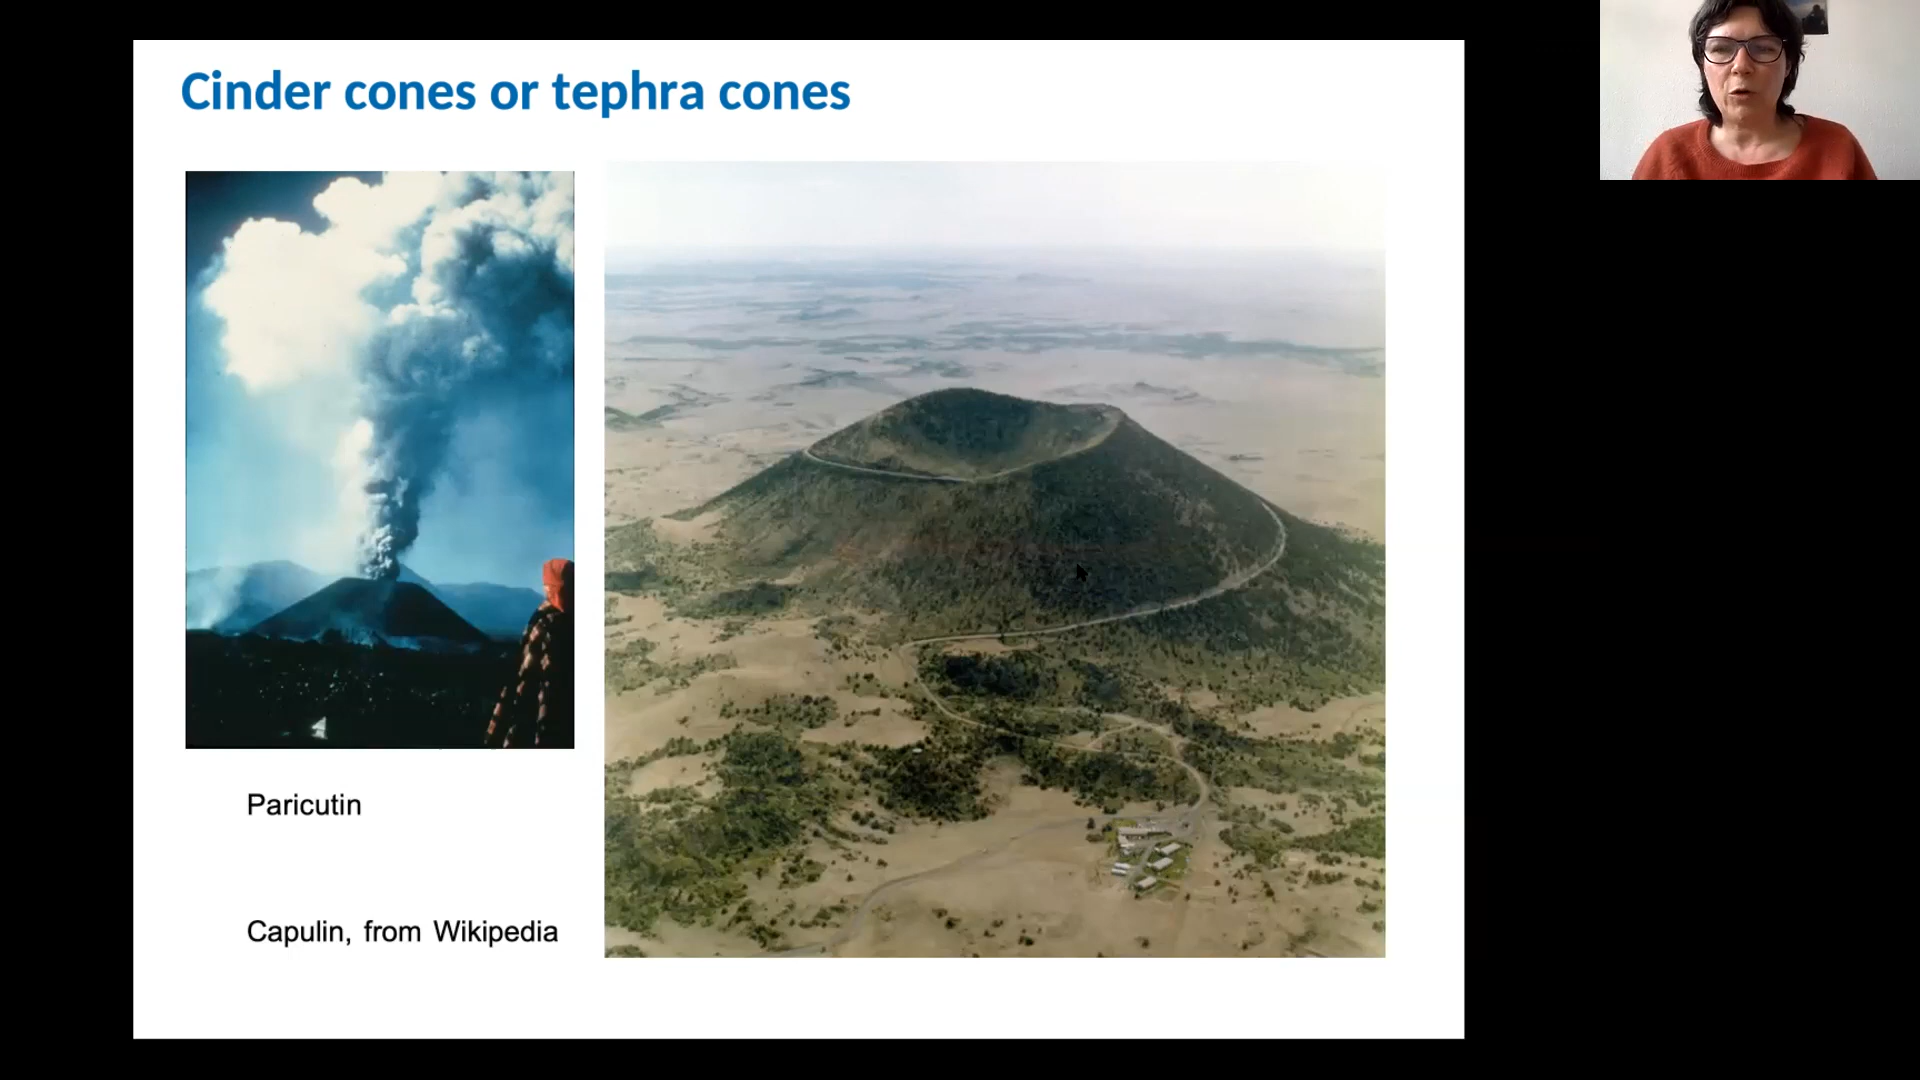 Cinder cones or tephra cones
Paricutin
Capulin, from Wikipedia